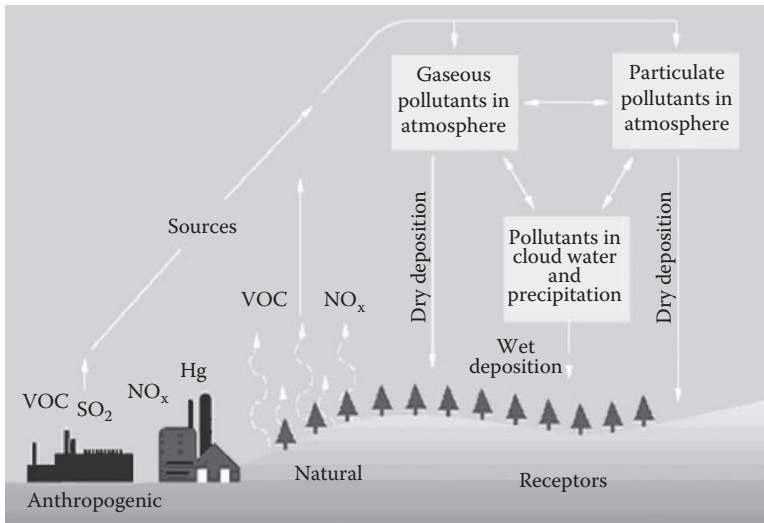 Gaseous
pollutants in
atmosphere
Particulate
pollutants in
atmosphere
Sources
Dry deposition
Pollutants in
cloud water
and
precipitation
Dry deposition
VOC
NOx
Wet
deposition
Hg
NOx
VOC
SO2
Natural
Receptors
Anthropogenic